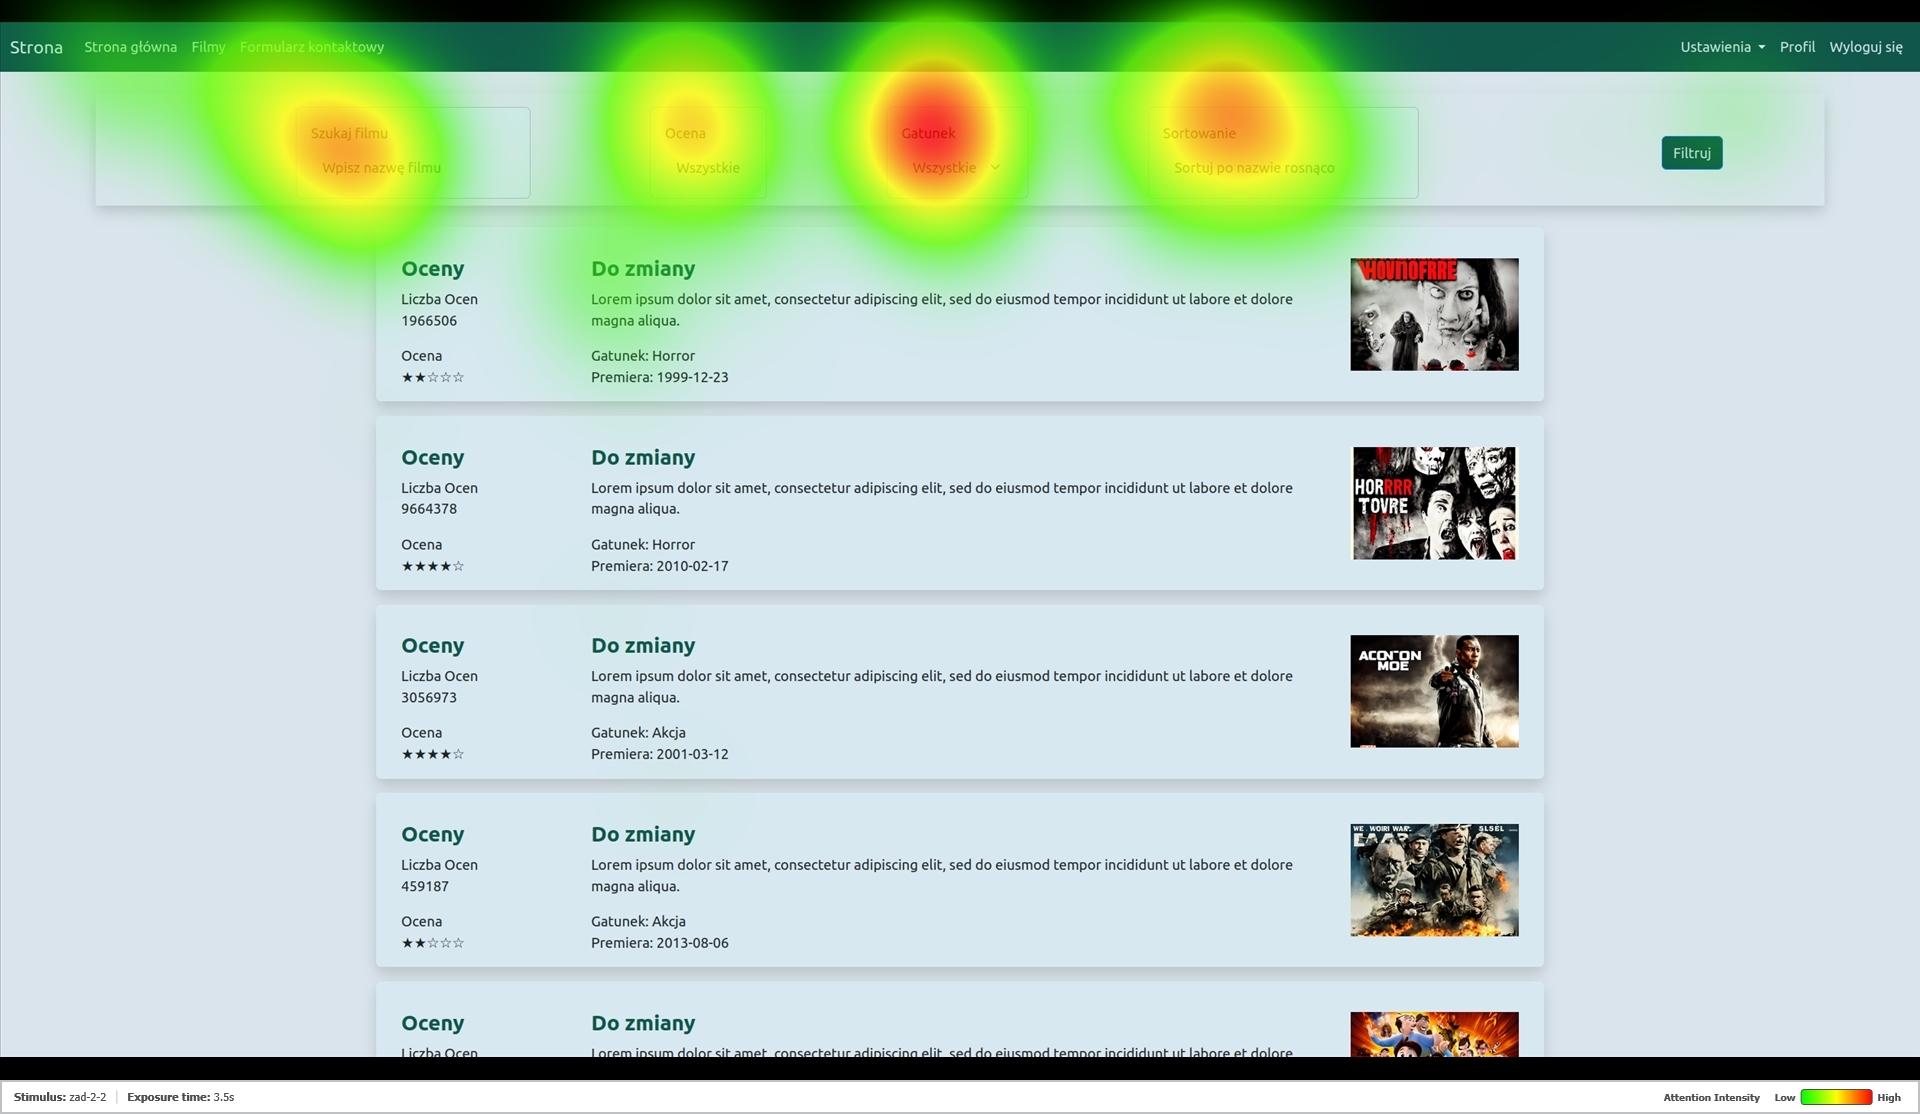 Strona Strona główna Filmy Formularz kontaktowy Ustawienia Profil Wyloguj się
Szukaj filmu Ocena Gatunek Sortowanie
Wpisz nazwę filmu Wszystkie Wszystkie Sortuj po nazwie rosnąco Filtruj
Oceny
Liczba Ocen
1966506
Ocena
★★☆☆☆
Do zmiany
Lorem ipsum dolor sit amet, consectetur adipiscing elit, sed do eiusmod tempor incididunt ut labore et dolore
magna aliqua.
Gatunek: Horror
Premiera: 1999-12-23
Oceny
Liczba Ocen
9664378
Ocena
★★★★☆
Do zmiany
Lorem ipsum dolor sit amet, consectetur adipiscing elit, sed do eiusmod tempor incididunt ut labore et dolore
magna aliqua.
Gatunek: Horror
Premiera: 2010-02-17
HORRRR
TOVRE
Oceny
Liczba Ocen
3056973
Ocena
★★★★☆
Do zmiany
Lorem ipsum dolor sit amet, consectetur adipiscing elit, sed do eiusmod tempor incididunt ut labore et dolore
magna aliqua.
Gatunek: Akcja
Premiera: 2001-03-12
MOE
Oceny
Liczba Ocen
459187
Ocena
★★☆☆☆
Do zmiany
Lorem ipsum dolor sit amet, consectetur adipiscing elit, sed do eiusmod tempor incididunt ut labore et dolore
magna aliqua.
Gatunek: Akcja
Premiera: 2013-08-06
Oceny
Liczba Ocen
Do zmiany
Lorem ipsum dolor sit amet, consectetur adipiscing elit, sed do eiusmod tempor incididunt ut labore et dolore
Stimulus: zad-2-2 Exposure time: 3.5s Attention Intensity Low High